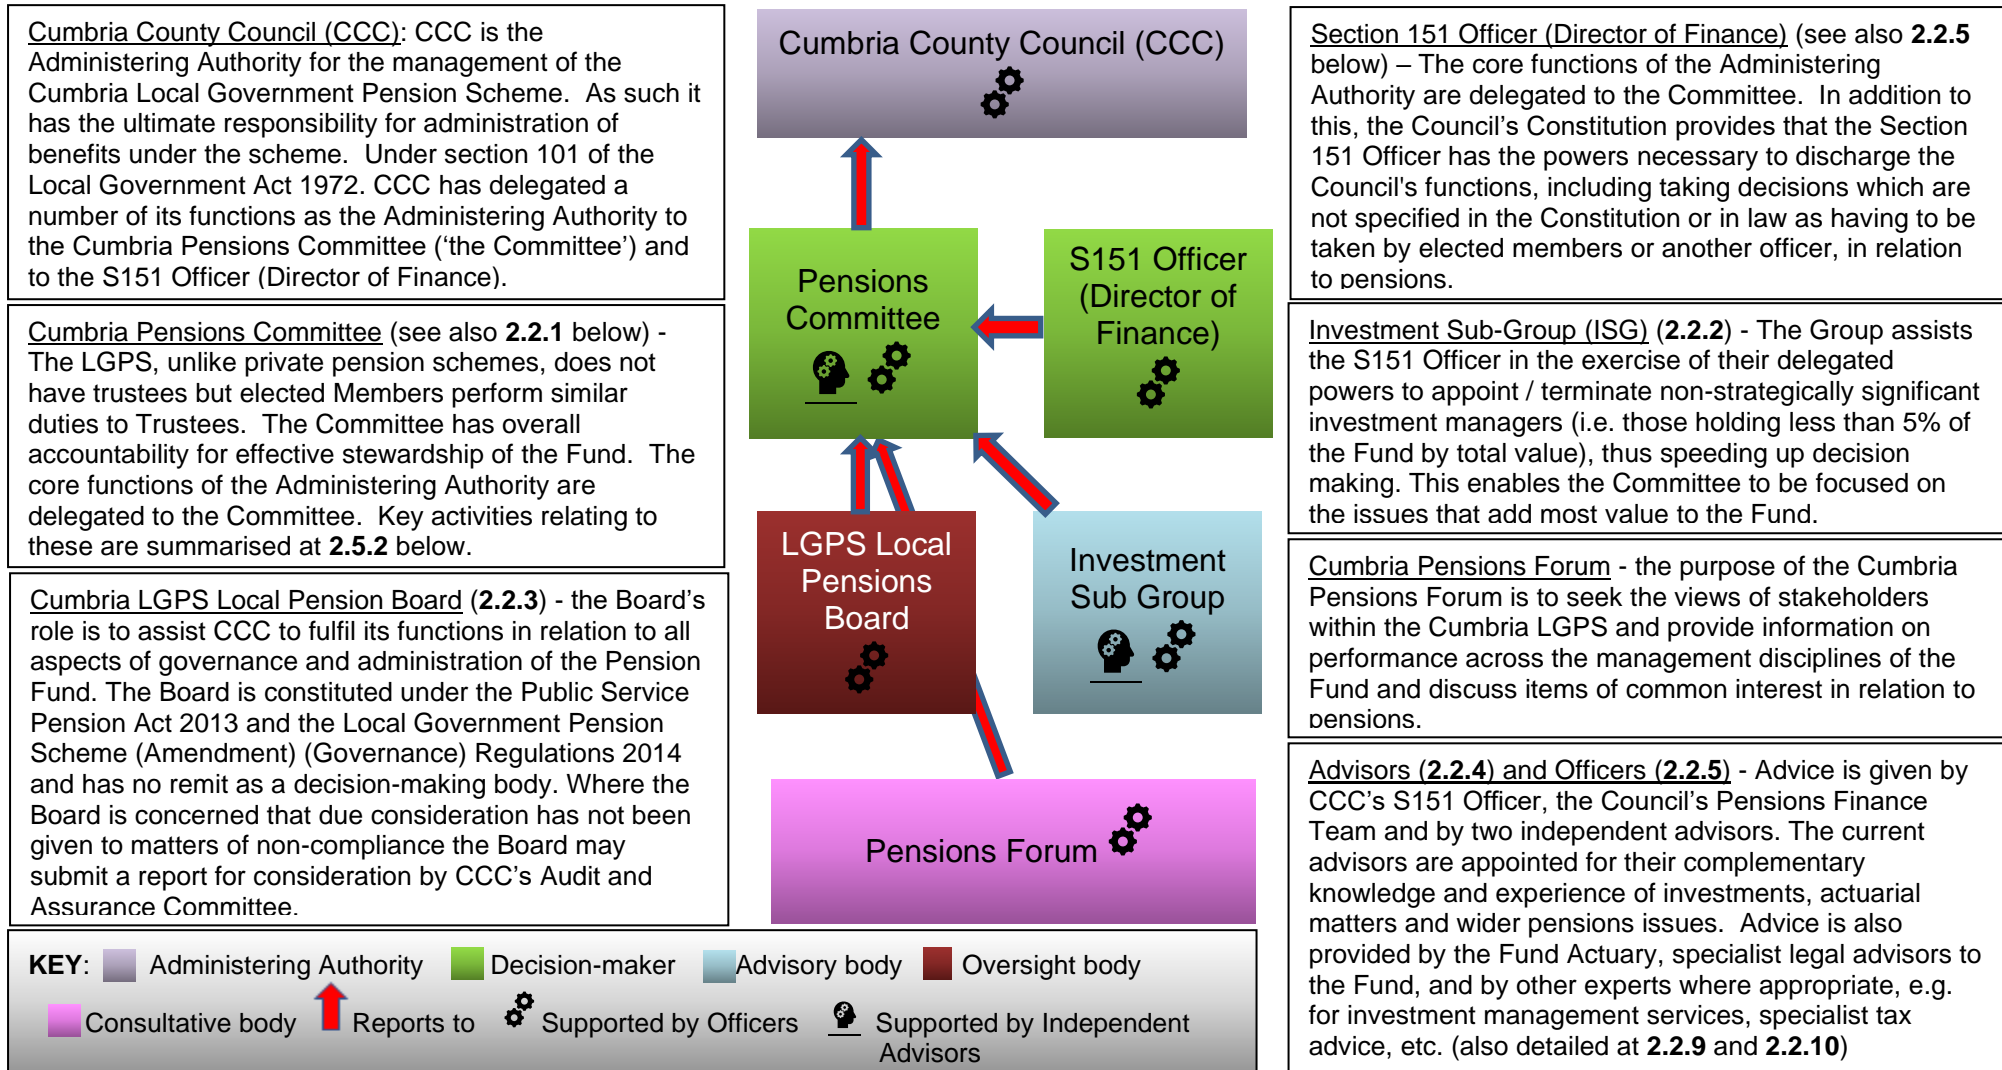 Cumbria County Council (CCC): CCC is the
Administering Authority for the management of the
Cumbria Local Government Pension Scheme. As such it
has the ultimate responsibility for administration of
benefits under the scheme. Under section 101 of the
Local Government Act 1972. CCC has delegated a
number of its functions as the Administering Authority to
the Cumbria Pensions Committee (‘the Committee’) and
to the S151 Officer (Director of Finance).
Cumbria Pensions Committee (see also 2.2.1 below) -
The LGPS, unlike private pension schemes, does not
have trustees but elected Members perform similar
duties to Trustees. The Committee has overall
accountability for effective stewardship of the Fund. The
core functions of the Administering Authority are
delegated to the Committee. Key activities relating to
these are summarised at 2.5.2 below.
Cumbria LGPS Local Pension Board (2.2.3) - the Board’s
role is to assist CCC to fulfil its functions in relation to all
aspects of governance and administration of the Pension
Fund. The Board is constituted under the Public Service
Pension Act 2013 and the Local Government Pension
Scheme (Amendment) (Governance) Regulations 2014
and has no remit as a decision-making body. Where the
Board is concerned that due consideration has not been
given to matters of non-compliance the Board may
submit a report for consideration by CCC’s Audit and
Assurance Committee.
Cumbria County Council (CCC)
Pensions
Committee
S151 Officer
(Director of
Finance)
LGPS Local
Pensions
Board
Investment
Sub Group
Pensions Forum
Section 151 Officer (Director of Finance) (see also 2.2.5
below) – The core functions of the Administering
Authority are delegated to the Committee. In addition to
this, the Council’s Constitution provides that the Section
151 Officer has the powers necessary to discharge the
Council's functions, including taking decisions which are
not specified in the Constitution or in law as having to be
taken by elected members or another officer, in relation
to pensions.
Investment Sub-Group (ISG) (2.2.2) - The Group assists
the S151 Officer in the exercise of their delegated
powers to appoint / terminate non-strategically significant
investment managers (i.e. those holding less than 5% of
the Fund by total value), thus speeding up decision
making. This enables the Committee to be focused on
the issues that add most value to the Fund.
Cumbria Pensions Forum - the purpose of the Cumbria
Pensions Forum is to seek the views of stakeholders
within the Cumbria LGPS and provide information on
performance across the management disciplines of the
Fund and discuss items of common interest in relation to
pensions.
Advisors (2.2.4) and Officers (2.2.5) - Advice is given by
CCC’s S151 Officer, the Council’s Pensions Finance
Team and by two independent advisors. The current
advisors are appointed for their complementary
knowledge and experience of investments, actuarial
matters and wider pensions issues. Advice is also
provided by the Fund Actuary, specialist legal advisors to
the Fund, and by other experts where appropriate, e.g.
for investment management services, specialist tax
advice, etc. (also detailed at 2.2.9 and 2.2.10)
KEY: Administering Authority Decision-maker Advisory body Oversight body
Consultative body Reports to Supported by Officers Supported by Independent
Advisors